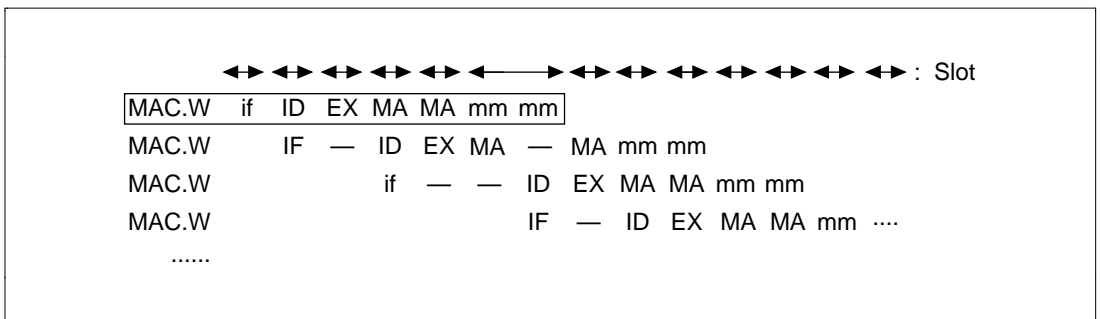 : Slot
MAC.W if ID EX MA MA mm mm
MAC.W IF — ID EX MA — MA mm mm
MAC.W if — — ID EX MA MA mm mm
MAC.W IF — ID EX MA MA mm ....
......